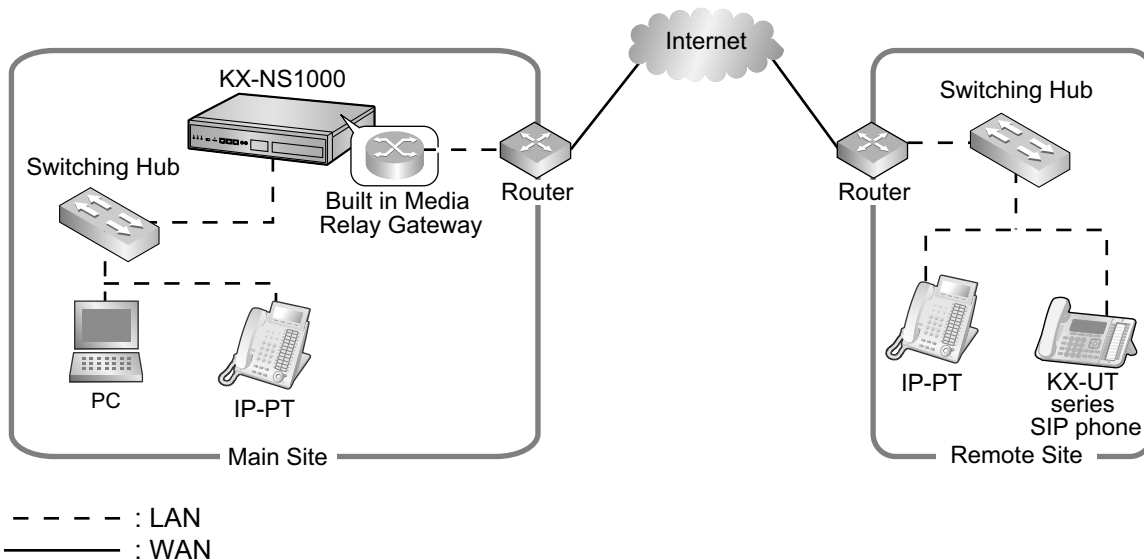 Internet
KX-NS1000
Switching Hub
Switching Hub
Built in Media
Relay Gateway
Router
Router
PC
IP-PT
IP-PT
KX-UT
series
SIP phone
Main Site
Remote Site
: LAN
: WAN